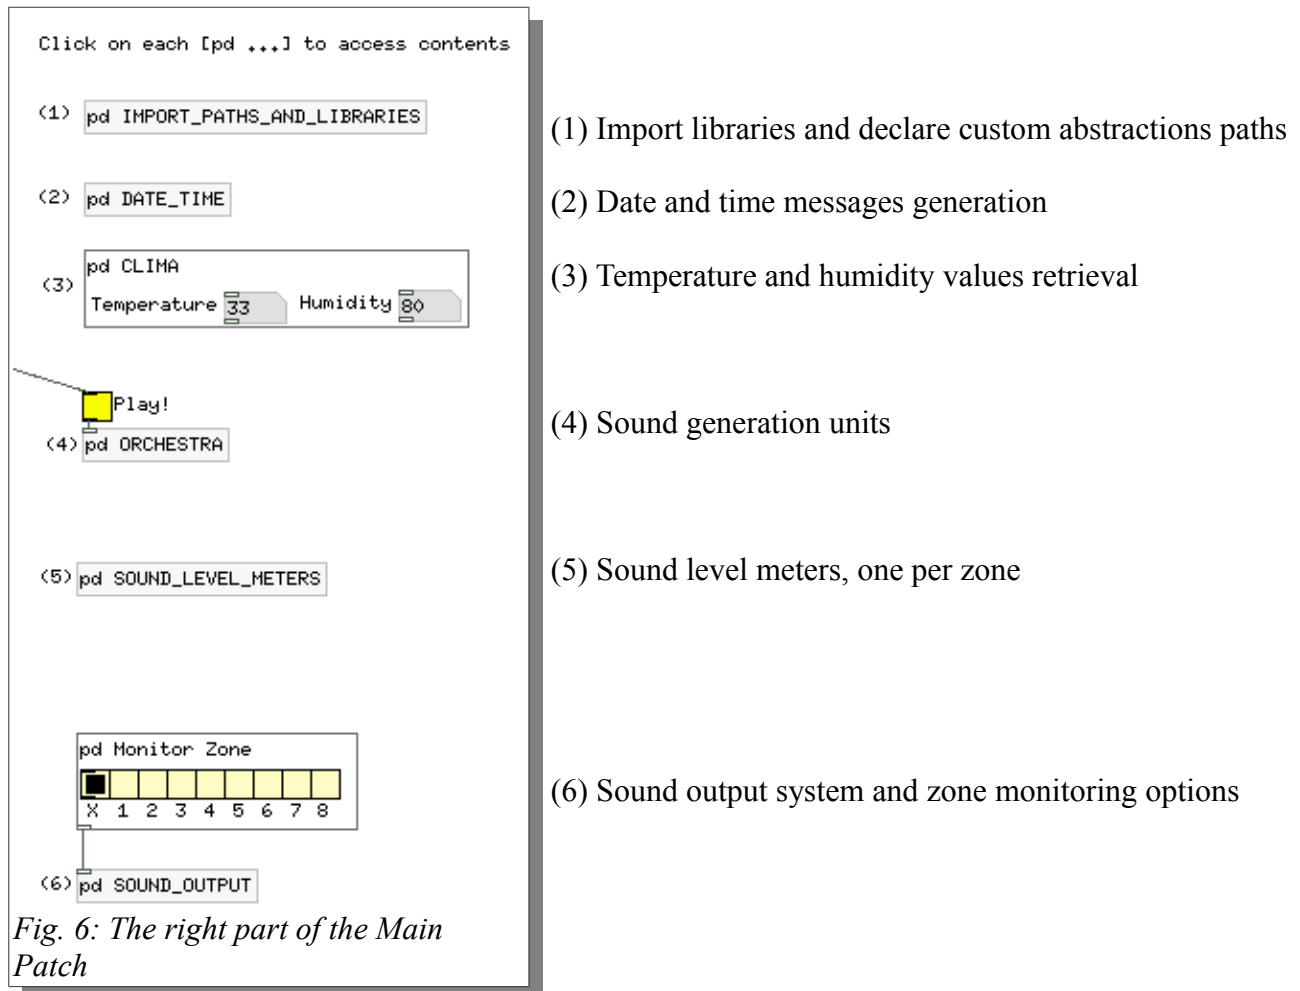 Click on each [pd ...] to access contents
(1) pd IMPORT_PATHS_AND_LIBRARIES
(1) Import libraries and declare custom abstractions paths
(2) pd DATE_TIME
(2) Date and time messages generation
pd CLIMA
(3) Temperature 33 Humidity 80
(3) Temperature and humidity values retrieval
Play!
(4) pd ORCHESTRA
(4) Sound generation units
(5) pd SOUND_LEVEL_METERS
(5) Sound level meters, one per zone
pd Monitor Zone
X 1 2 3 4 5 6 7 8
(6) Sound output system and zone monitoring options
(6) pd SOUND_OUTPUT
Fig. 6: The right part of the Main
Patch